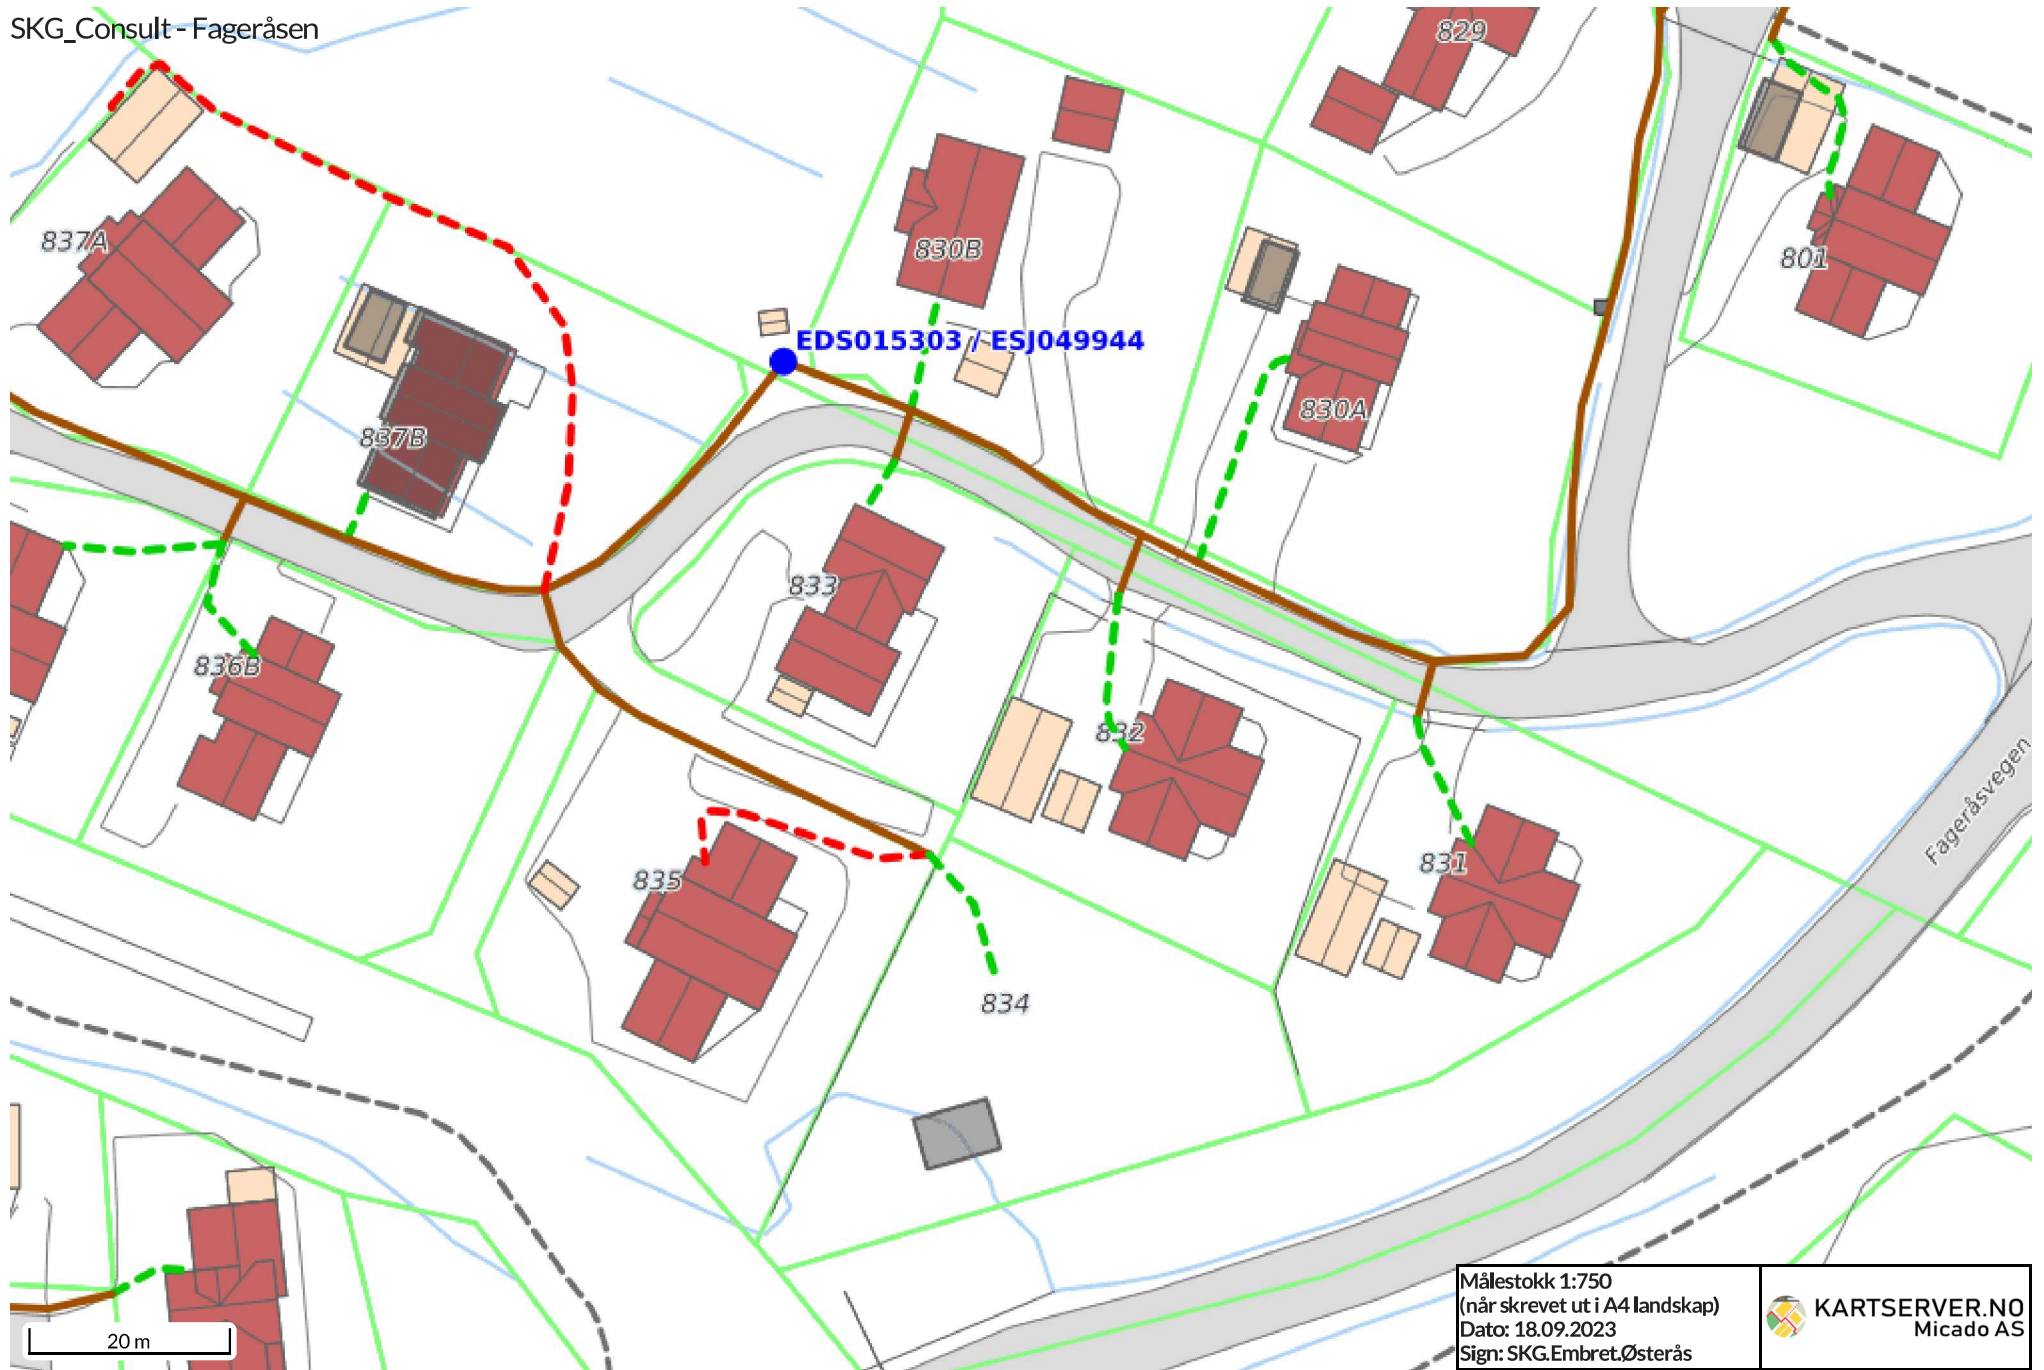 SKG_Consult - Fageråsen
829
837A
830B
801
EDS015303 / ESJ049944
830A
837B
833
836B
832
831
835
834
Fageråsvegen
20 m
Målestokk 1:750
(når skrevet ut i A4 landskap)
Dato: 18.09.2023
Sign: SKG.Embret.Østerås
KARTSERVER.NO
Micado AS